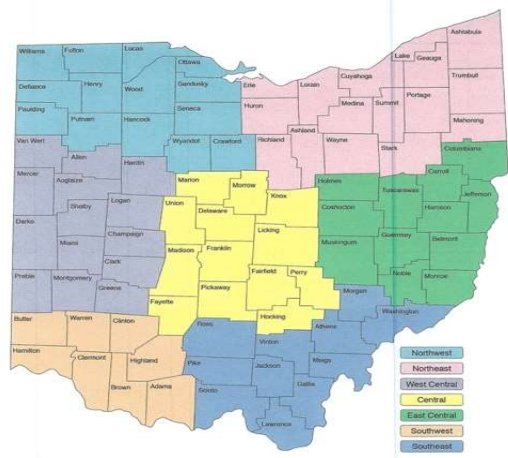 Williams
Fulton
Lucas
Ottawa
Defiance
Henry
Wood
Sandusky
Paulding
Putnam
Hancock
Seneca
Wyandot
Crawford
Ashtabula
Lake
Geauga
Cuyahoga
Trumbull
Erie
Lorain
Huron
Medina
Summit
Portage
Mahoning
Ashland
Richland
Wayne
Stark
Columbiana
Van Wert
Allen
Hardin
Mercer
Auglaize
Shelby
Logan
Darke
Miami
Champaign
Clark
Preble
Montgomery
Greene
Marion
Morrow
Knox
Union
Delaware
Licking
Madison
Franklin
Fairfield
Perry
Pickaway
Fayette
Hocking
Holmes
Tuscarawas
Carroll
Jefferson
Coshocton
Harrison
Muskingum
Guernsey
Belmont
Noble
Monroe
Butler
Warren
Clinton
Hamilton
Clermont
Highland
Brown
Adams
Ross
Vinton
Athens
Morgan
Washington
Pike
Jackson
Meigs
Gallia
Scioto
Lawrence
Northwest
Northeast
West Central
Central
East Central
Southwest
Southeast